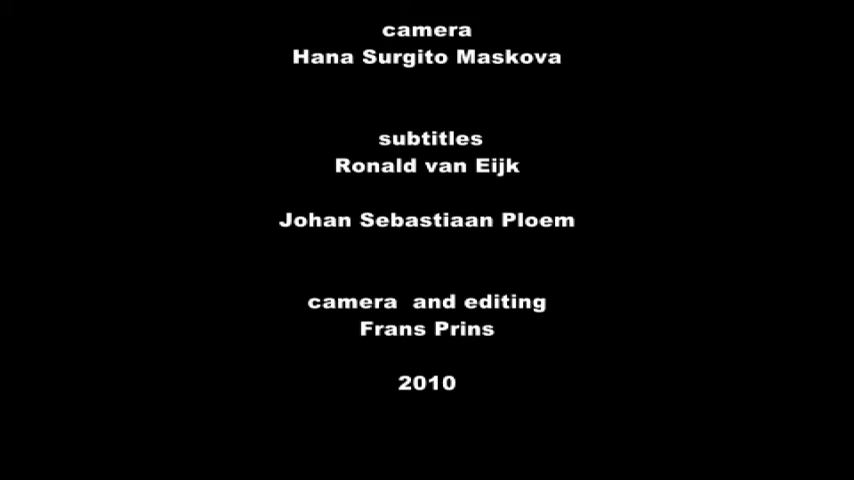 camera
Hana Surgito Maskova
subtitles
Ronald van Eijk
Johan Sebastiaan Ploem
camera and editing
Frans Prins
2010